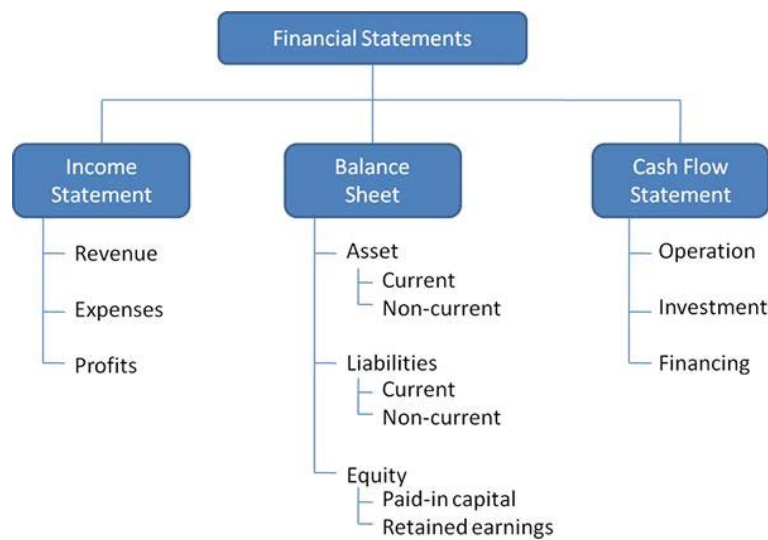 Financial Statements
Income
Statement
Revenue
Expenses
Profits
Balance
Sheet
Asset
Current
Non-current
Liabilities
Current
Non-current
Equity
Paid-in capital
Retained earnings
Cash Flow
Statement
Operation
Investment
Financing